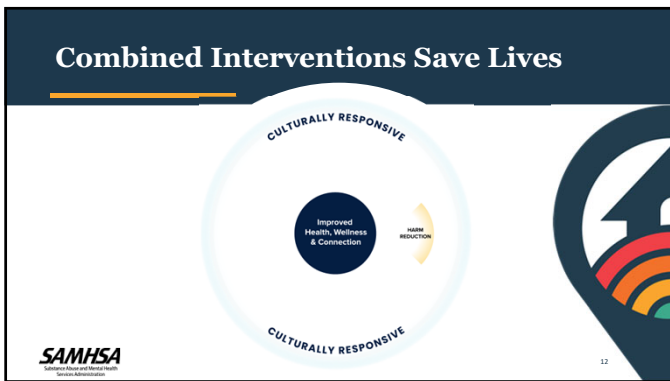 Combined Interventions Save Lives
CULTURALLY RESPONSIVE
Improved
Health, Wellness
& Connection
HARM
REDUCTION
CULTURALLY RESPONSIVE
SAMHSA
Substance Abuse and Mental Health
Services Administration
12